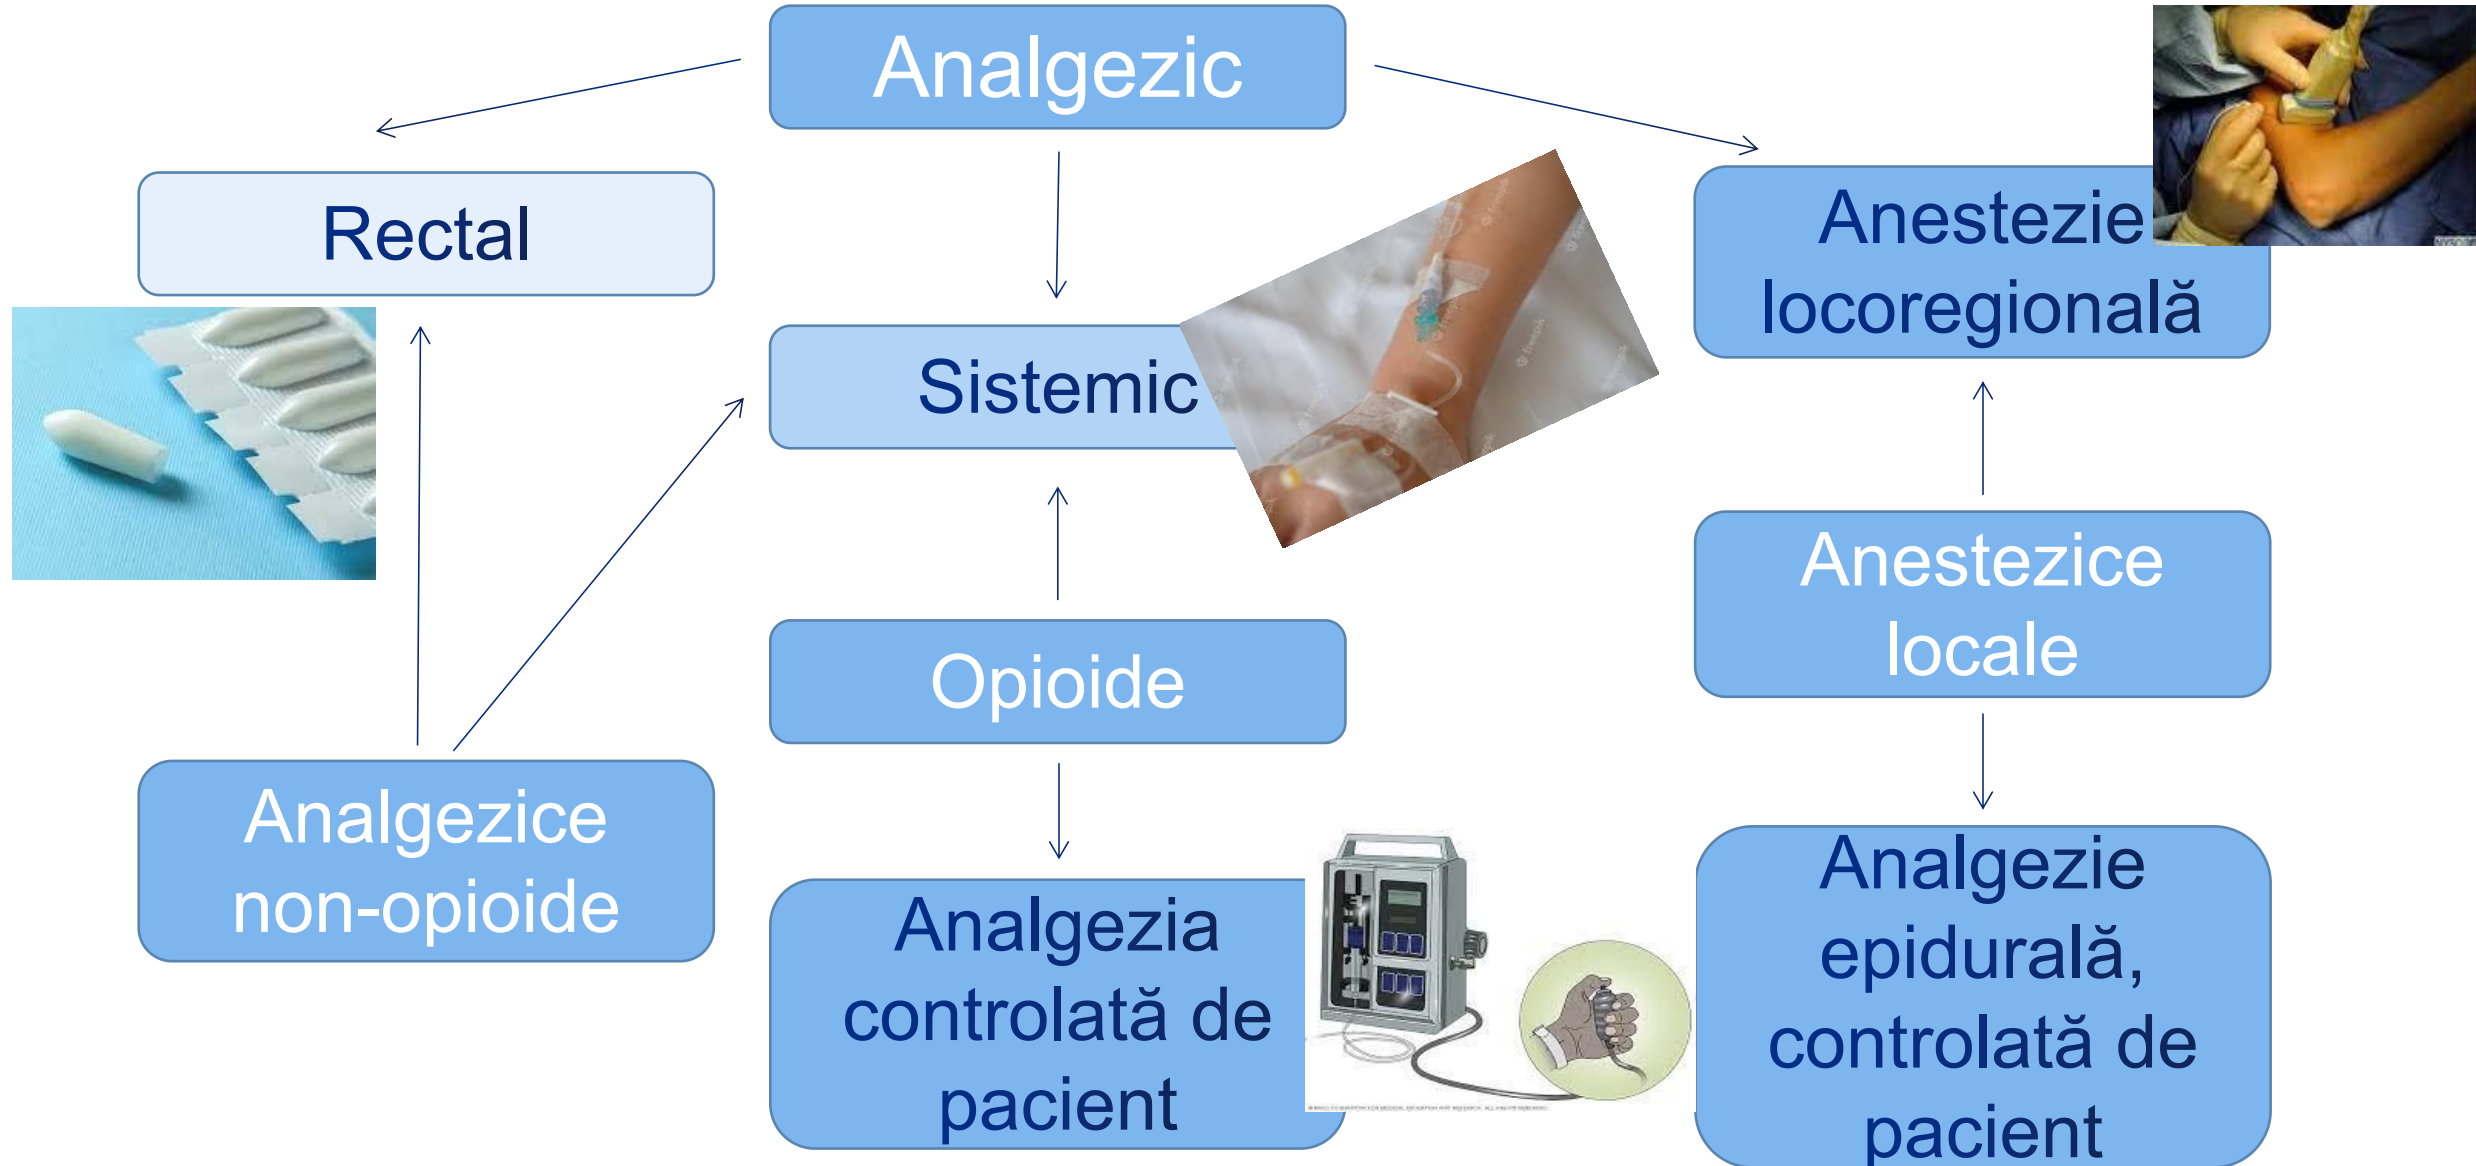 Analgezic
Rectal
Sistemic
Anestezie
locoregională
Anestezice
locale
Opioide
Analgezice
non-opioide
Analgezia
controlată de
pacient
Analgezie
epidurală,
controlată de
pacient